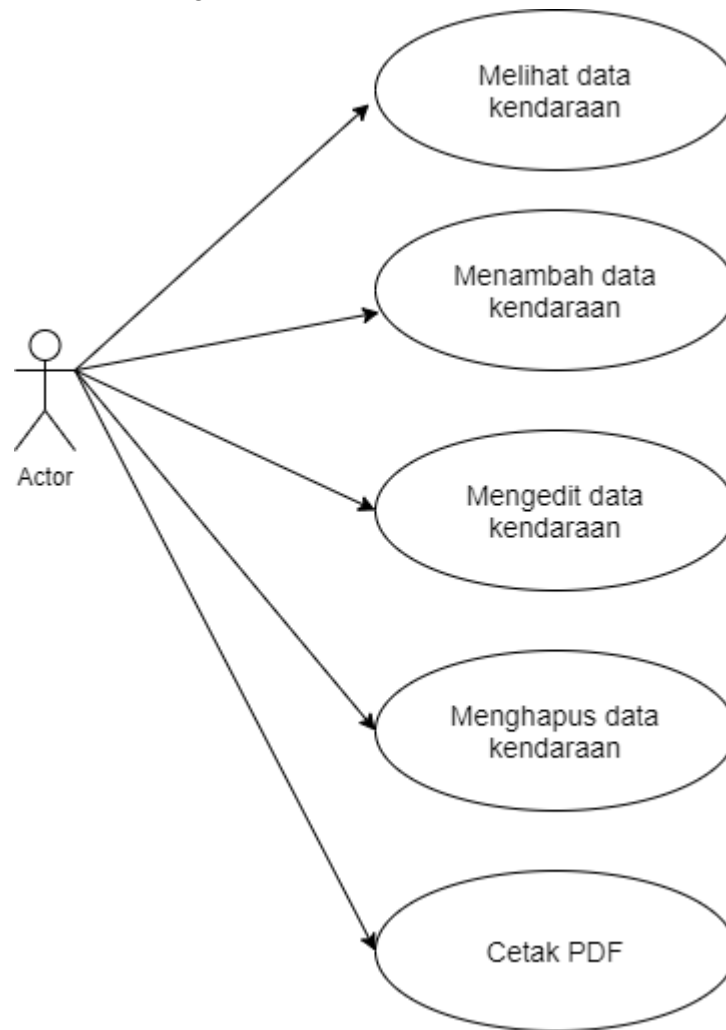 Melihat data
kendaraan
Menambah data
kendaraan
Actor
Mengedit data
kendaraan
Menghapus data
kendaraan
Cetak PDF